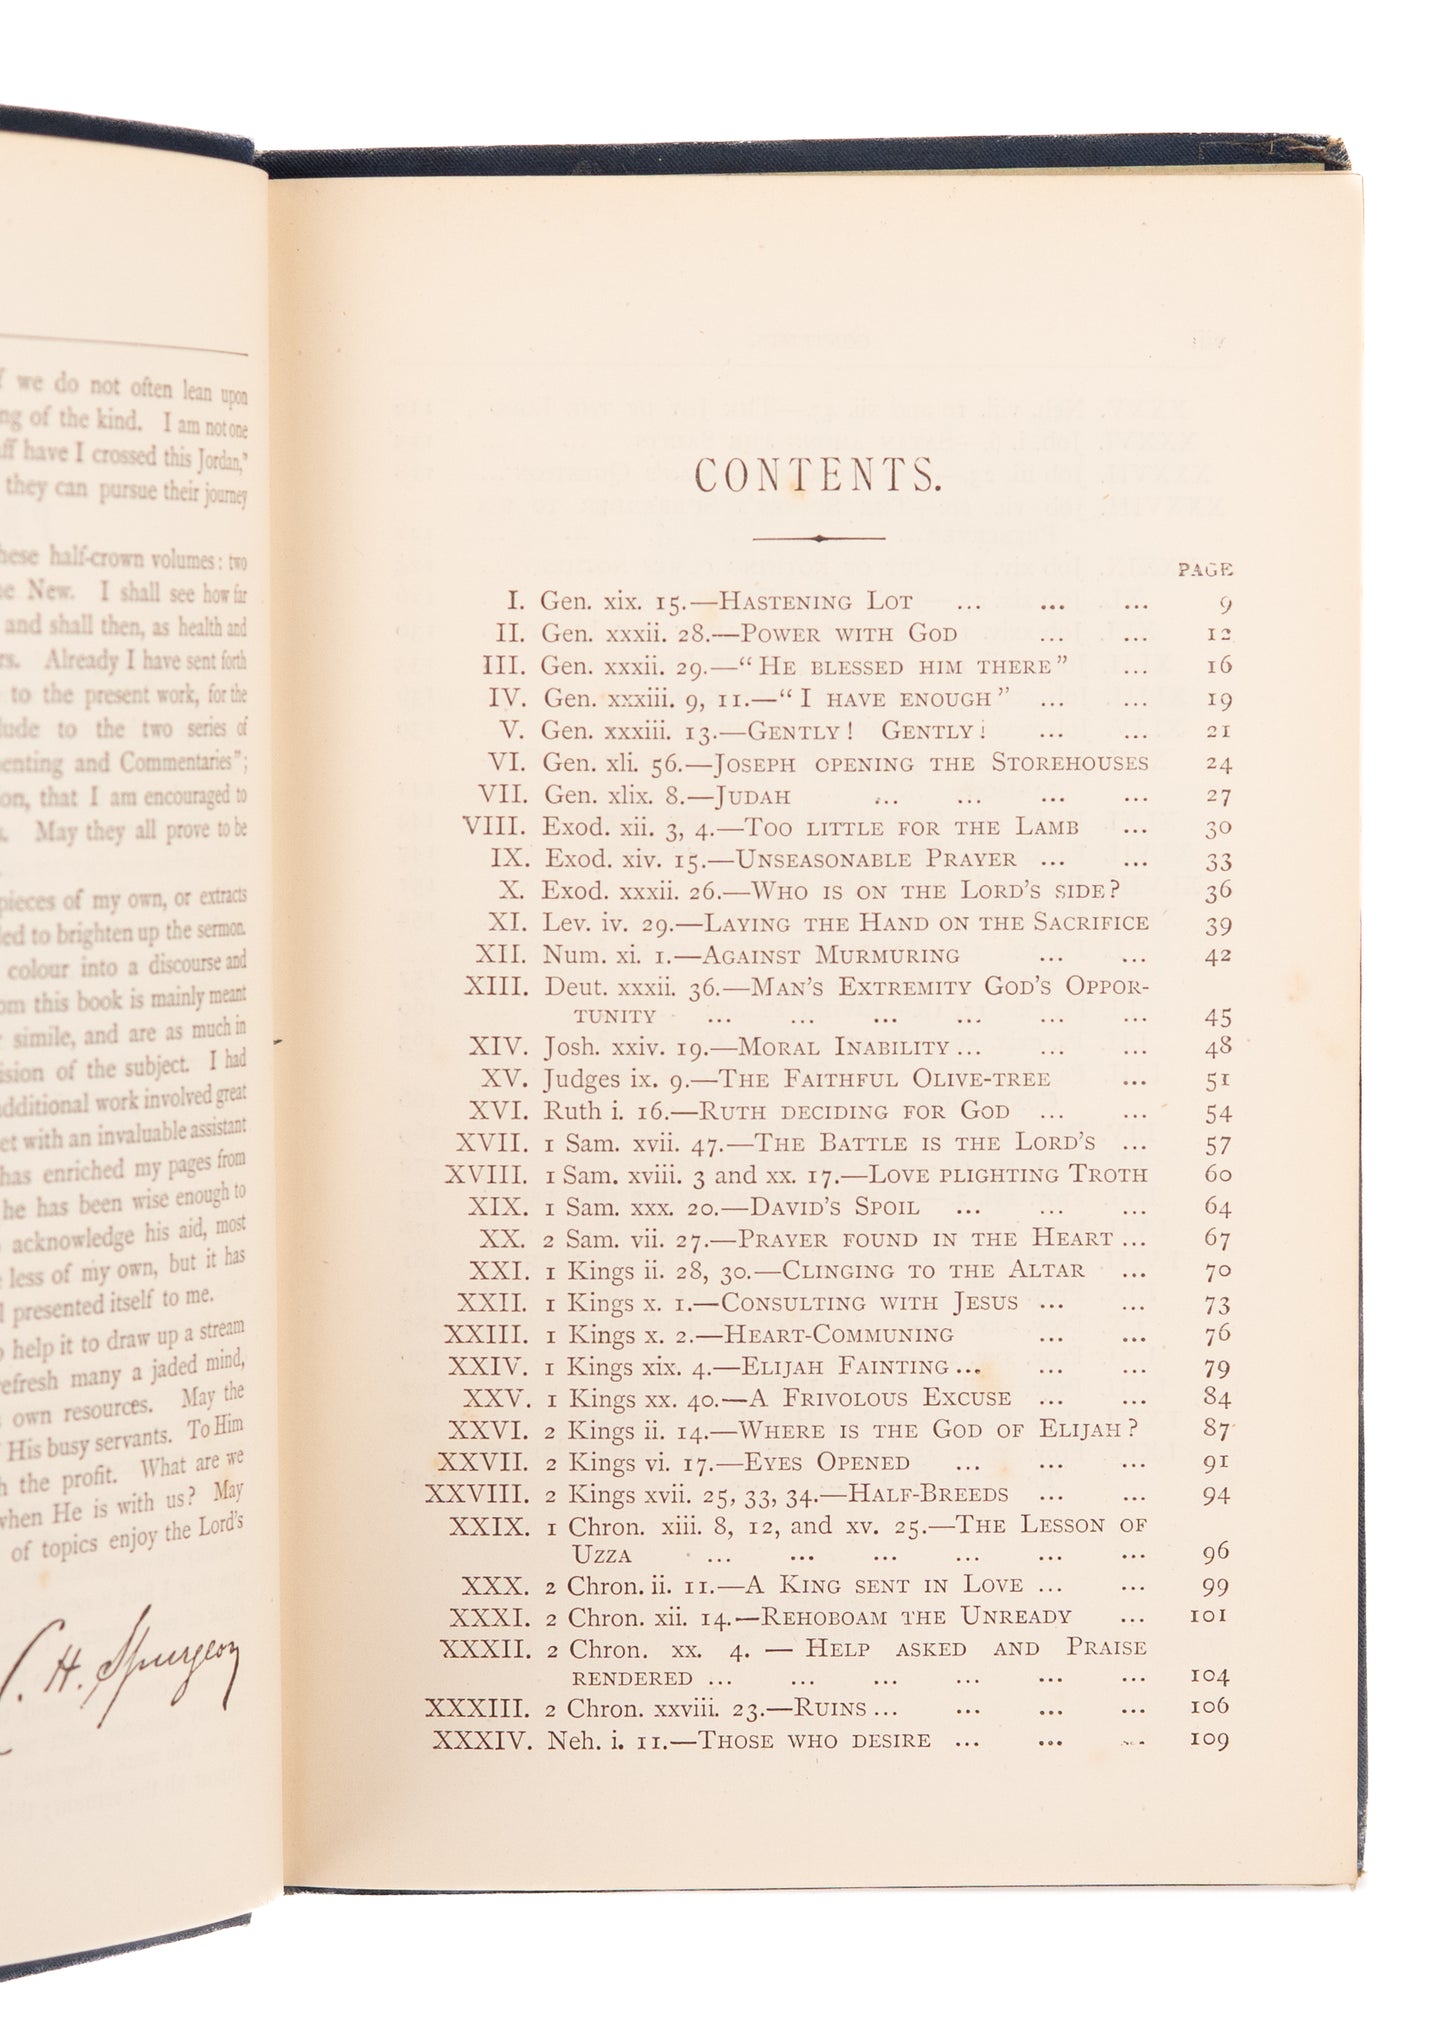 we do not often lean upon
of the kind. I am not one
have I crossed this Jordan,"
they can pursue their journey
half-crown volumes: two
New. I shall see how far
and shall then, as health and
Already I have sent forth
to the present work, for the
to the two series of
and Commentaries";
that I am encouraged to
May they all prove to be
pieces of my own, or extracts
to brighten up the sermon.
colour into a discourse and
this book is mainly meant
simile, and are as much in
of the subject. I had
additional work involved great
with an invaluable assistant
has enriched my pages from
he has been wise enough to
acknowledge his aid, most
less of my own, but it has
presented itself to me.
help it to draw up a stream
refresh many a jaded mind,
own resources. May the
His busy servants. To Him
the profit. What are we
when He is with us? May
of topics enjoy the Lord's
C. H. Spurgeon
CONTENTS.
PAGE
I. Gen. xix. 15.—HASTENING LOT ... ... ... 9
II. Gen. xxxii. 28.—POWER WITH GOD ... ... 12
III. Gen. xxxii. 29.—"HE BLESSED HIM THERE" ... 16
IV. Gen. xxxiii. 9, 11.—"I HAVE ENOUGH" ... ... 19
V. Gen. xxxiii. 13.—GENTLY! GENTLY! ... ... 21
VI. Gen. xli. 56.—JOSEPH OPENING THE STOREHOUSES 24
VII. Gen. xlix. 8.—JUDAH ... ... ... ... 27
VIII. Exod. xii. 3, 4.—TOO LITTLE FOR THE LAMB ... 30
IX. Exod. xiv. 15.—UNSEASONABLE PRAYER ... ... 33
X. Exod. xxxii. 26.—WHO IS ON THE LORD'S SIDE? 36
XI. Lev. iv. 29.—LAYING THE HAND ON THE SACRIFICE 39
XII. Num. xi. 1.—AGAINST MURMURING ... ... 42
XIII. Deut. xxxii. 36.—MAN'S EXTREMITY GOD'S OPPOR-
TUNITY ... ... ... ... ... ... 45
XIV. Josh. xxiv. 19.—MORAL INABILITY ... ... ... 48
XV. Judges ix. 9.—THE FAITHFUL OLIVE-TREE ... 51
XVI. Ruth i. 16.—RUTH DECIDING FOR GOD ... ... 54
XVII. 1 Sam. xvii. 47.—THE BATTLE IS THE LORD'S ... 57
XVIII. 1 Sam. xviii. 3 and xx. 17.—LOVE PLIGHTING TROTH 60
XIX. 1 Sam. xxx. 20.—DAVID'S SPOIL ... ... ... 64
XX. 2 Sam. vii. 27.—PRAYER FOUND IN THE HEART ... 67
XXI. 1 Kings ii. 28, 30.—CLINGING TO THE ALTAR ... 70
XXII. 1 Kings x. 1.—CONSULTING WITH JESUS ... ... 73
XXIII. 1 Kings x. 2.—HEART-COMMUNING ... ... 76
XXIV. 1 Kings xix. 4.—ELIJAH FAINTING ... ... ... 79
XXV. 1 Kings xx. 40.—A FRIVOLOUS EXCUSE ... ... 84
XXVI. 2 Kings ii. 14.—WHERE IS THE GOD OF ELIJAH? 87
XXVII. 2 Kings vi. 17.—EYES OPENED ... ... ... 91
XXVIII. 2 Kings xvii. 25, 33, 34.—HALF-BREEDS ... ... 94
XXIX. 1 Chron. xiii. 8, 12, and xv. 25.—THE LESSON OF
UZZA ... ... ... ... ... ... 96
XXX. 2 Chron. ii. 11.—A KING SENT IN LOVE ... ... 99
XXXI. 2 Chron. xii. 14.—REHOBOAM THE UNREADY ... 101
XXXII. 2 Chron. xx. 4. — HELP ASKED AND PRAISE
RENDERED ... ... ... ... ... ... 104
XXXIII. 2 Chron. xxviii. 23.—RUINS ... ... ... ... 106
XXXIV. Neh. i. 11.—THOSE WHO DESIRE ... ... ... 109